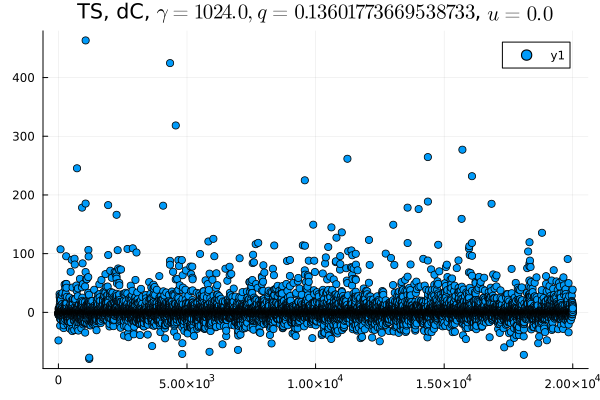 TS, dC, γ = 1024.0, q = 0.13601773669538733, u = 0.0
y1
400
300
200
100
0
0 5.00×10³ 1.00×10⁴ 1.50×10⁴ 2.00×10⁴